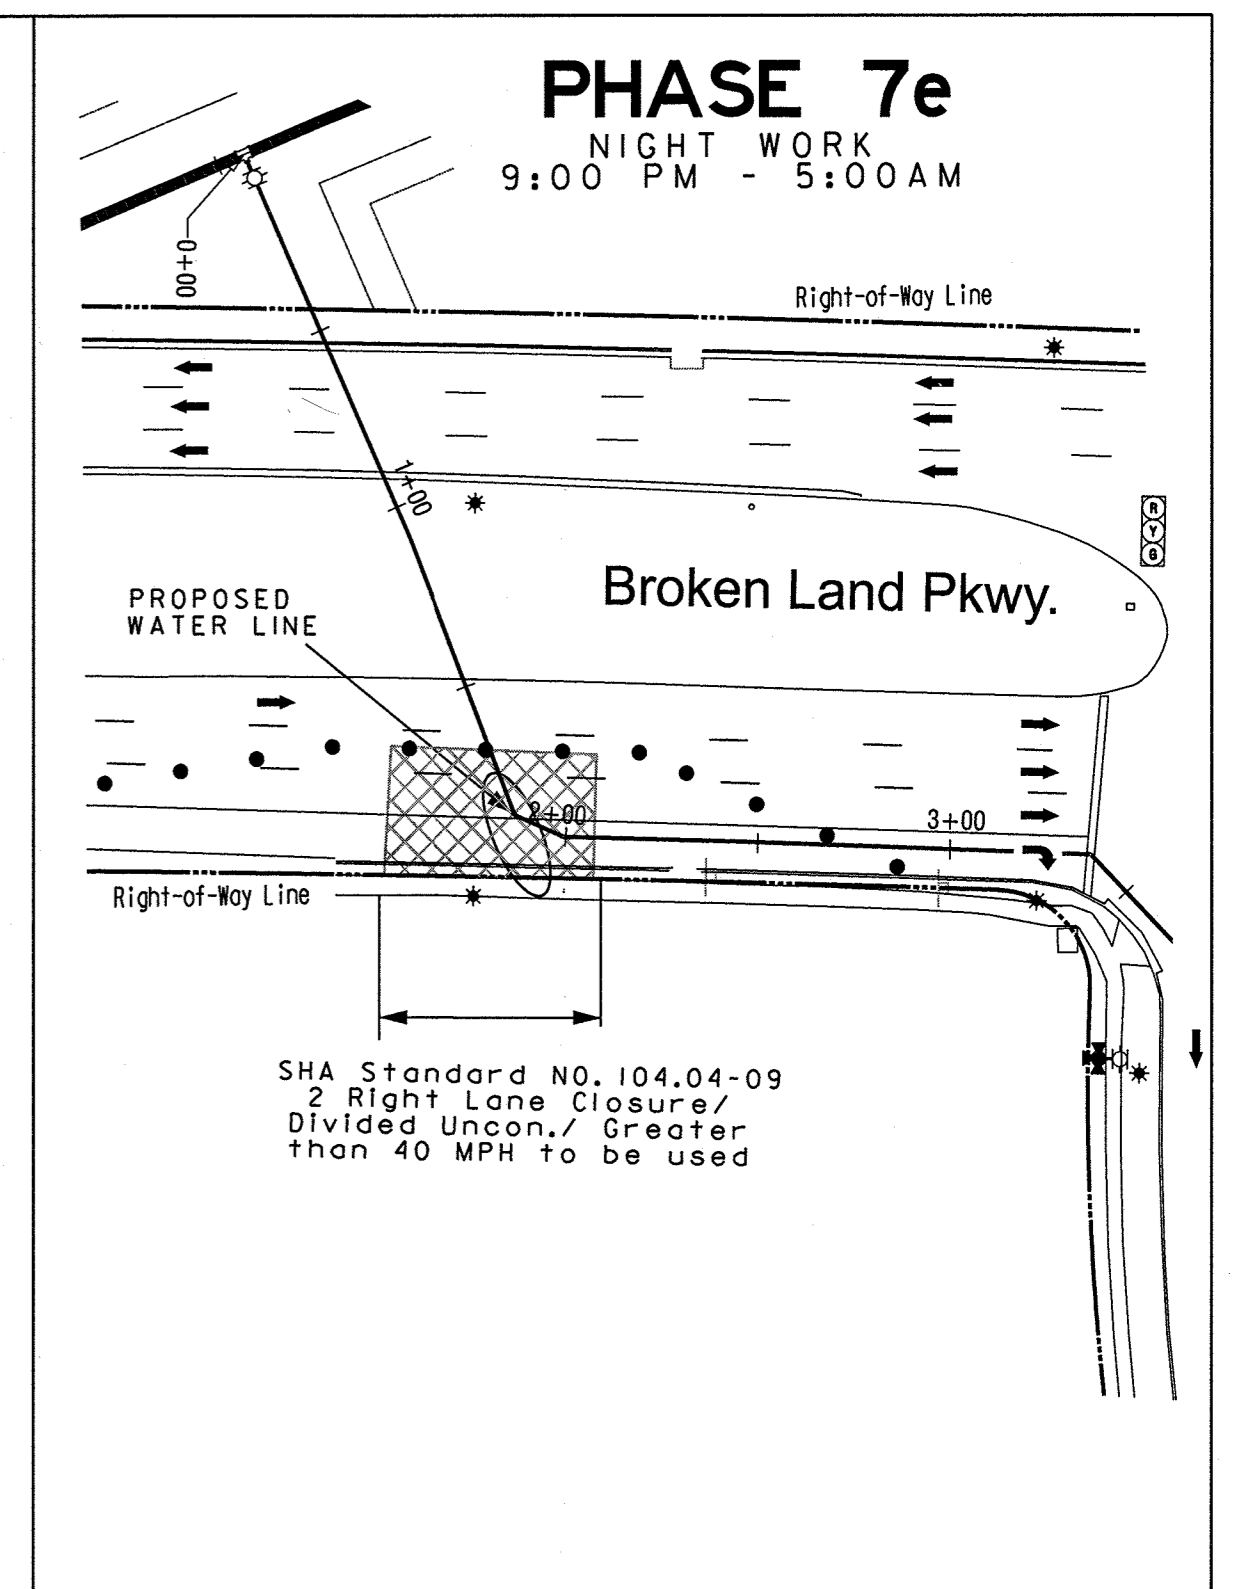 PHASE 7e
NIGHT WORK
9:00 PM - 5:00AM
0+00
Right-of-Way Line
1+00
R
Y
G
Broken Land Pkwy.
PROPOSED
WATER LINE
2+00
3+00
Right-of-Way Line
SHA Standard NO. 104.04-09
2 Right Lane Closure/
Divided Uncon./ Greater
than 40 MPH to be used